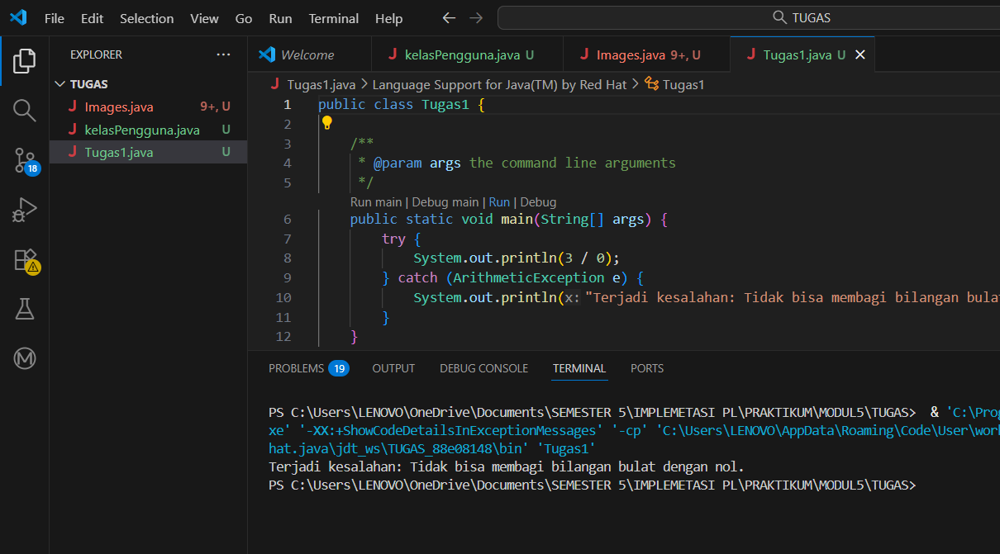 File Edit Selection View Go Run Terminal Help
TUGAS
EXPLORER
TUGAS
Images.java 9+, U
kelasPengguna.java U
Tugas1.java U
18
Welcome
kelasPengguna.java U
Images.java 9+, U
Tugas1.java U
Tugas1.java > Language Support for Java(TM) by Red Hat > Tugas1
1 public class Tugas1 {
2
3 /**
4 * @param args the command line arguments
5 */
Run main | Debug main | Run | Debug
6 public static void main(String[] args) {
7 try {
8 System.out.println(3 / 0);
9 } catch (ArithmeticException e) {
10 System.out.println(x: "Terjadi kesalahan: Tidak bisa membagi bilangan bula
11 }
12 }
PROBLEMS 19 OUTPUT DEBUG CONSOLE TERMINAL PORTS
PS C:\Users\LENOVO\OneDrive\Documents\SEMESTER 5\IMPLEMETASI PL\PRAKTIKUM\MODUL5\TUGAS> & 'C:\Prog
xe' '-XX:+ShowCodeDetailsInExceptionMessages' '-cp' 'C:\Users\LENOVO\AppData\Roaming\Code\User\work
hat.java\jdt_ws\TUGAS_88e08148\bin' 'Tugas1'
Terjadi kesalahan: Tidak bisa membagi bilangan bulat dengan nol.
PS C:\Users\LENOVO\OneDrive\Documents\SEMESTER 5\IMPLEMETASI PL\PRAKTIKUM\MODUL5\TUGAS>